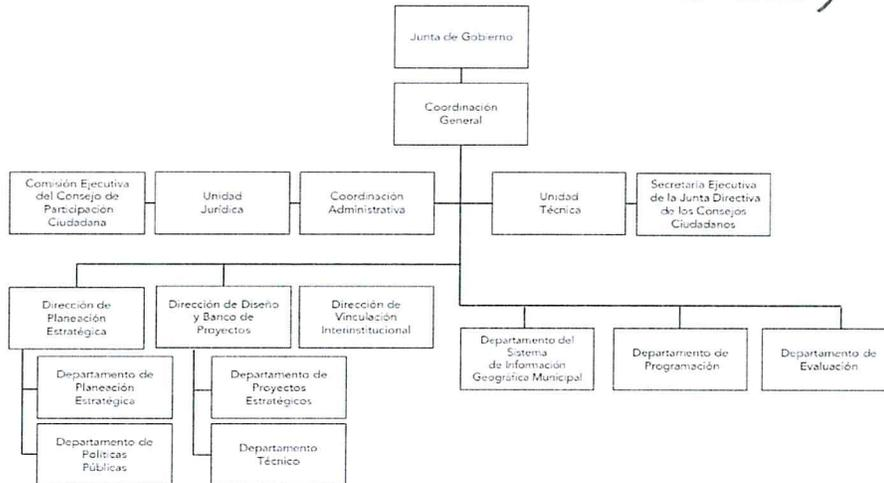 Junta de Gobierno
Coordinación
General
Comisión Ejecutiva
del Consejo de
Participación
Ciudadana
Unidad
Jurídica
Coordinación
Administrativa
Unidad
Técnica
Secretaría Ejecutiva
de la Junta Directiva
de los Consejos
Ciudadanos
Dirección de
Planeación
Estratégica
Dirección de Diseño
y Banco de
Proyectos
Dirección de
Vinculación
Interinstitucional
Departamento del
Sistema
de Información
Geográfica Municipal
Departamento de
Programación
Departamento de
Evaluación
Departamento de
Planeación
Estratégica
Departamento de
Proyectos
Estratégicos
Departamento de
Políticas
Públicas
Departamento
Técnico